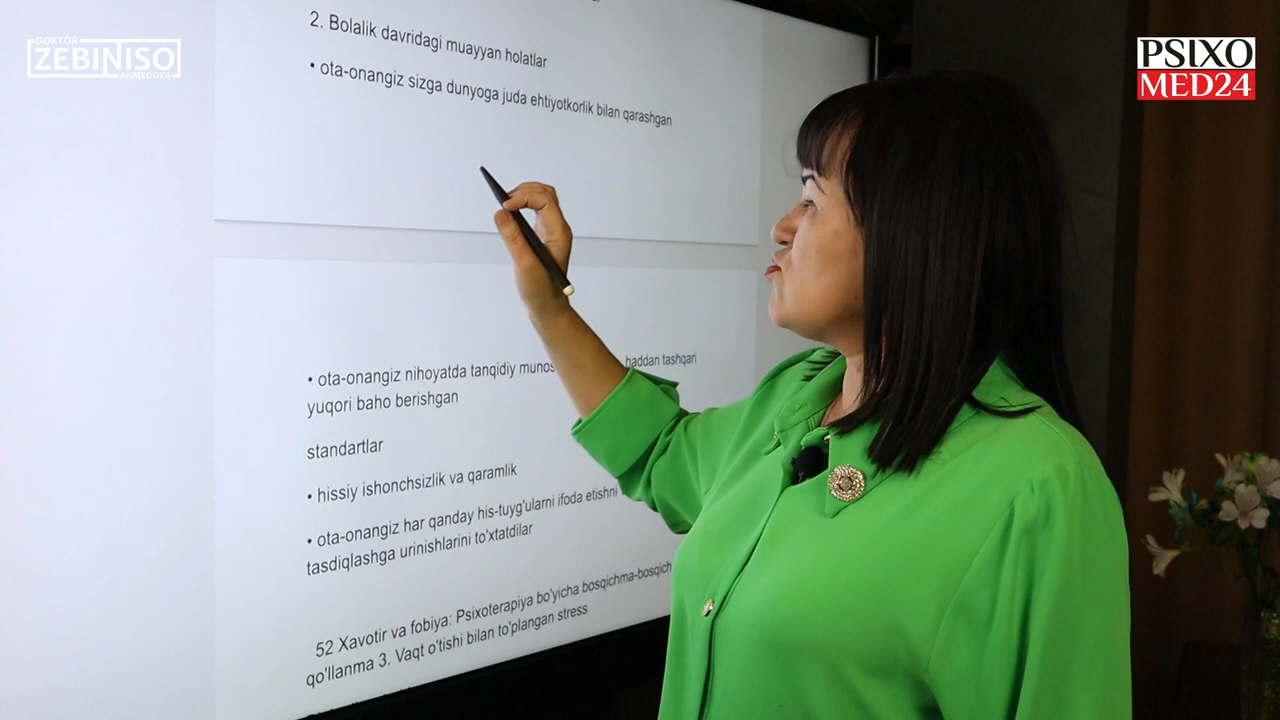 DOKTOR
ZEBINISO
AHMEDOVA
PSIXO
MED24
2. Bolalik davridagi muayyan holatlar
• ota-onangiz sizga dunyoga juda ehtiyotkorlik bilan qarashgan
• ota-onangiz nihoyatda tanqidiy haddan tashqari
yuqori baho berishgan
standartlar
• hissiy ishonchsizlik va qaramlik
• ota-onangiz har qanday his-tuyg'ularni ifoda etishni
tasdiqlashga urinishlarini to'xtatdilar
52 Xavotir va fobiya: Psixoterapiya bo'yicha bosqichma-bosqich
qo'llanma 3. Vaqt o'tishi bilan to'plangan stress